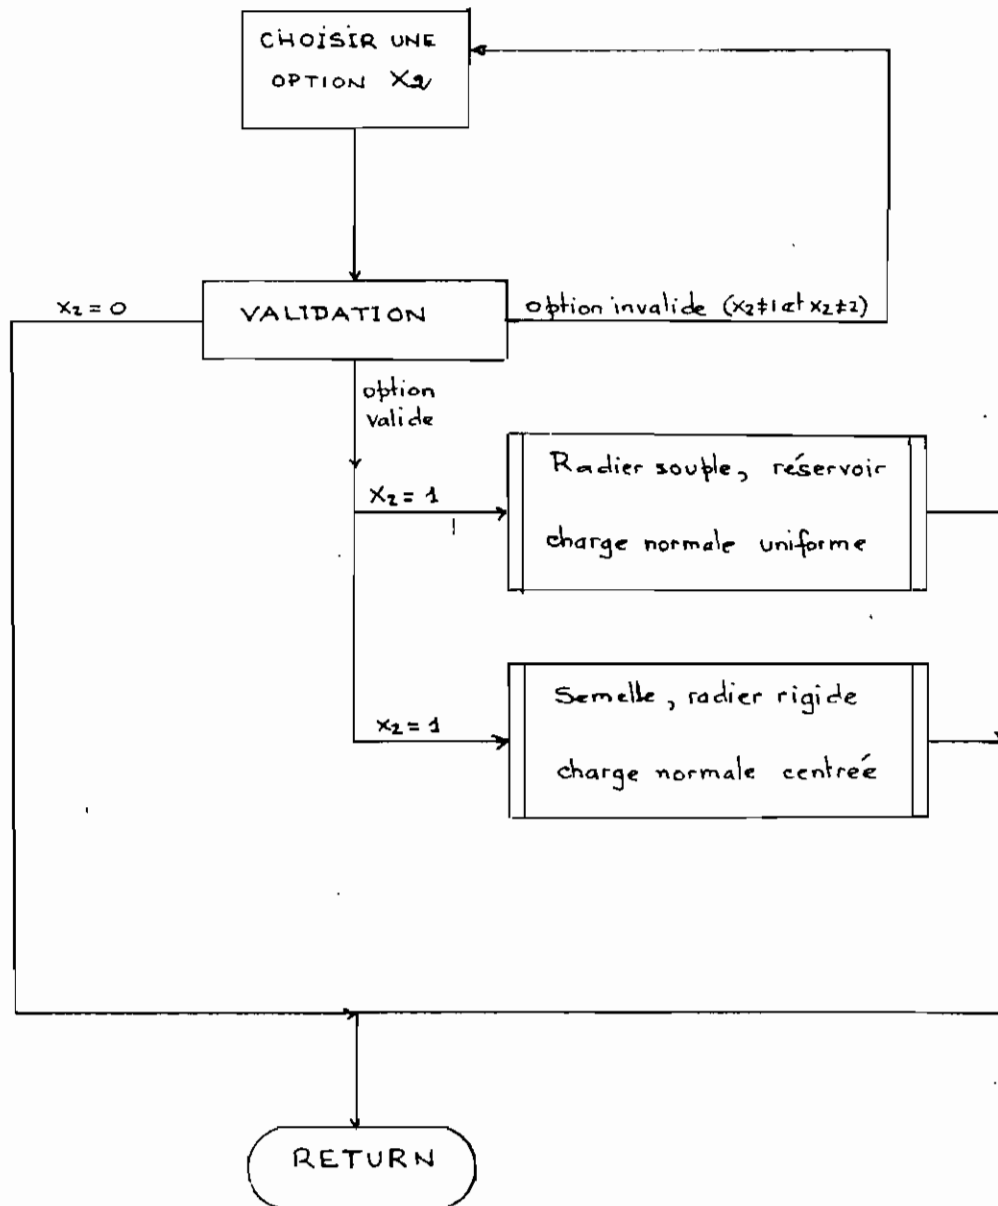 CHOISIR UNE
OPTION X2
x2 = 0
VALIDATION
option invalide (x2≠1 et x2≠2)
option
valide
x2 = 1
Radier souple, réservoir
charge normale uniforme
x2 = 1
Semelle, radier rigide
charge normale centrée
RETURN